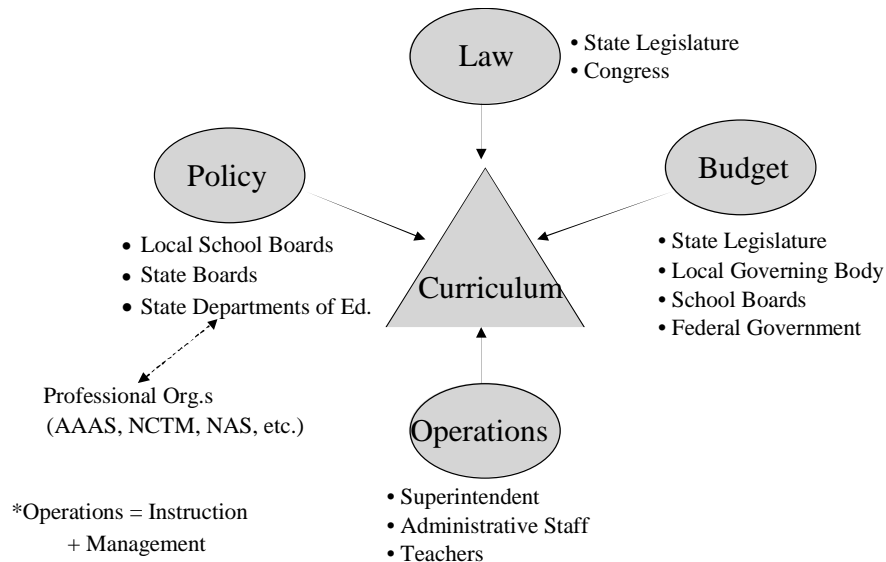 Law
• State Legislature
• Congress
Policy
• Local School Boards
• State Boards
• State Departments of Ed.
Budget
• State Legislature
• Local Governing Body
• School Boards
• Federal Government
Curriculum
Professional Org.s
(AAAS, NCTM, NAS, etc.)
Operations
• Superintendent
• Administrative Staff
• Teachers
*Operations = Instruction
+ Management